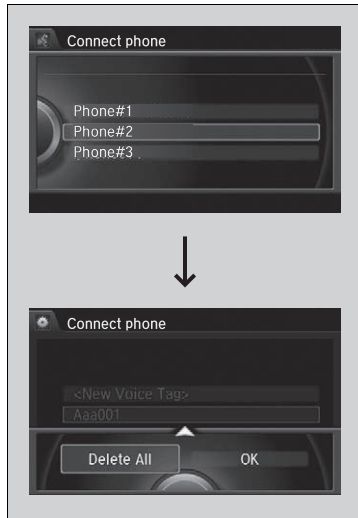 Connect phone
Phone#1
Phone#2
Phone#3
Connect phone
<New Voice Tag>
Aaa001
Delete All OK